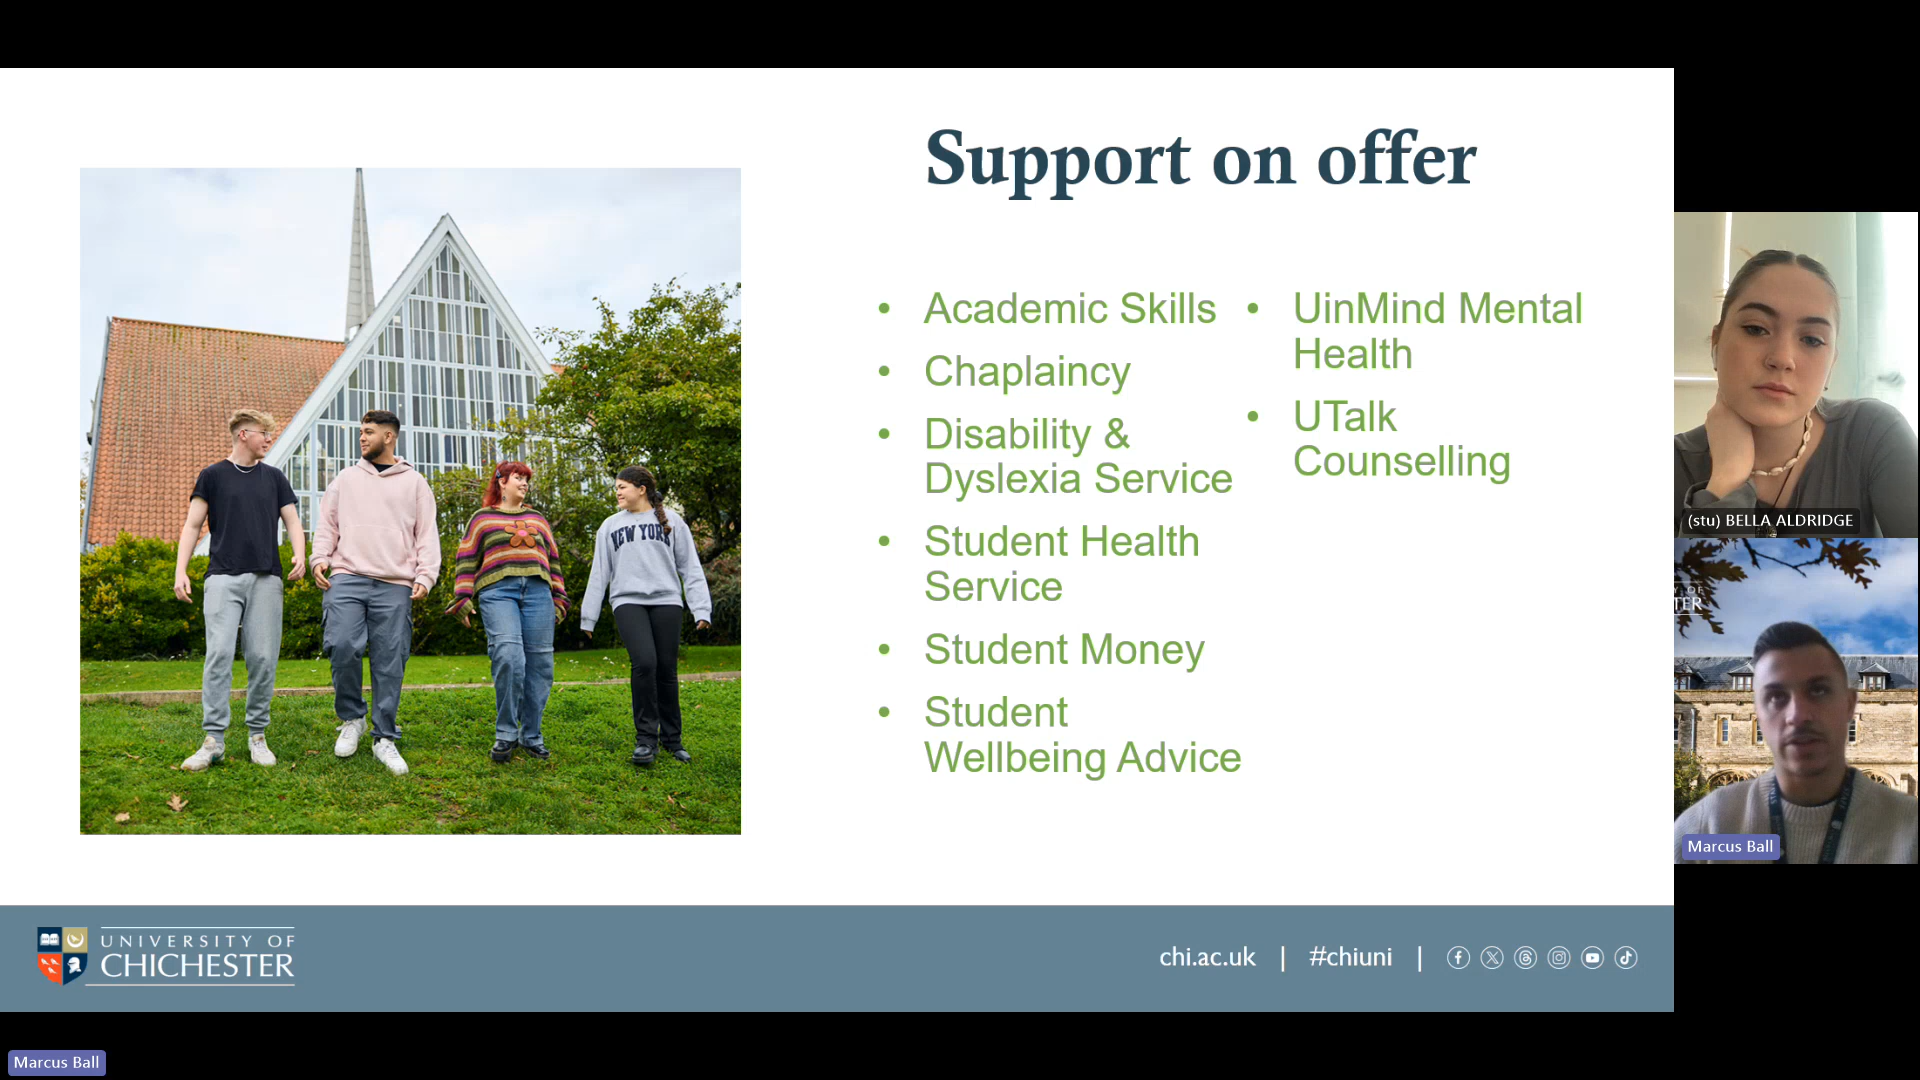 Support on offer
• Academic Skills
• Chaplaincy
• Disability &
Dyslexia Service
• Student Health
Service
• Student Money
• Student
Wellbeing Advice
• UinMind Mental
Health
• UTalk
Counselling
NEW YORK
UNIVERSITY OF
CHICHESTER
chi.ac.uk | #chiuni |
(stu) BELLA ALDRIDGE
Y OF
TER
Marcus Ball
Marcus Ball